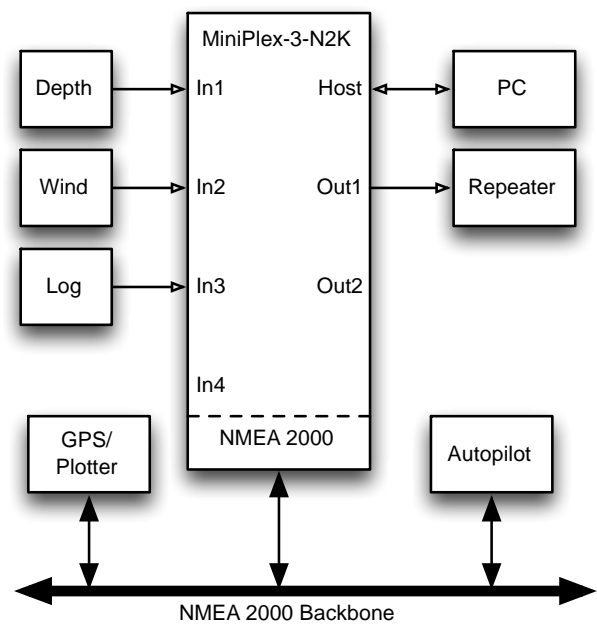 MiniPlex-3-N2K
Depth
In1
Host
PC
Wind
In2
Out1
Repeater
Log
In3
Out2
In4
GPS/
Plotter
NMEA 2000
Autopilot
NMEA 2000 Backbone